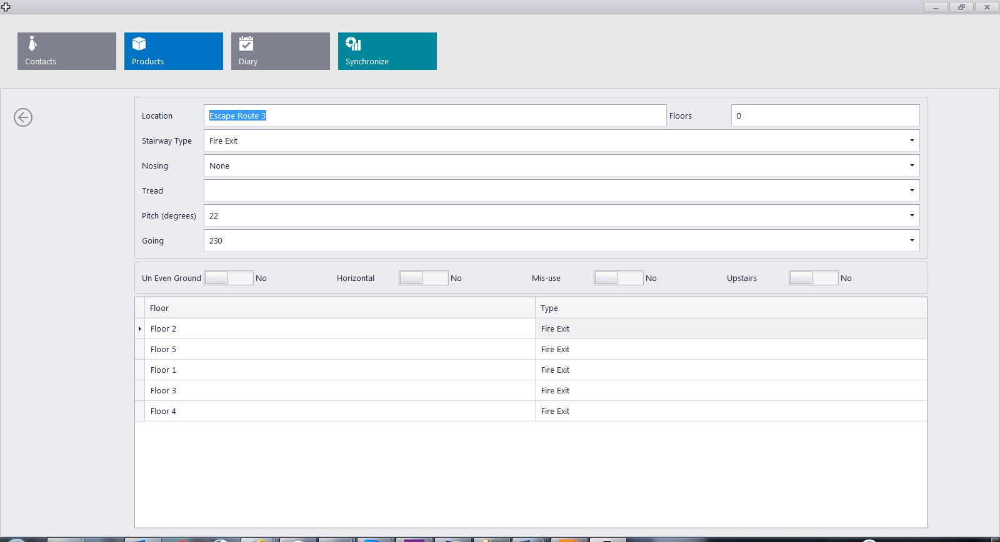 Contacts
Products
Diary
Synchronize
Location Escape Route 3 Floors 0
Stairway Type Fire Exit
Nosing None
Tread
Pitch (degrees) 22
Going 230
Un Even Ground No Horizontal No Mis-use No Upstairs No
Floor Type
Floor 2 Fire Exit
Floor 5 Fire Exit
Floor 1 Fire Exit
Floor 3 Fire Exit
Floor 4 Fire Exit